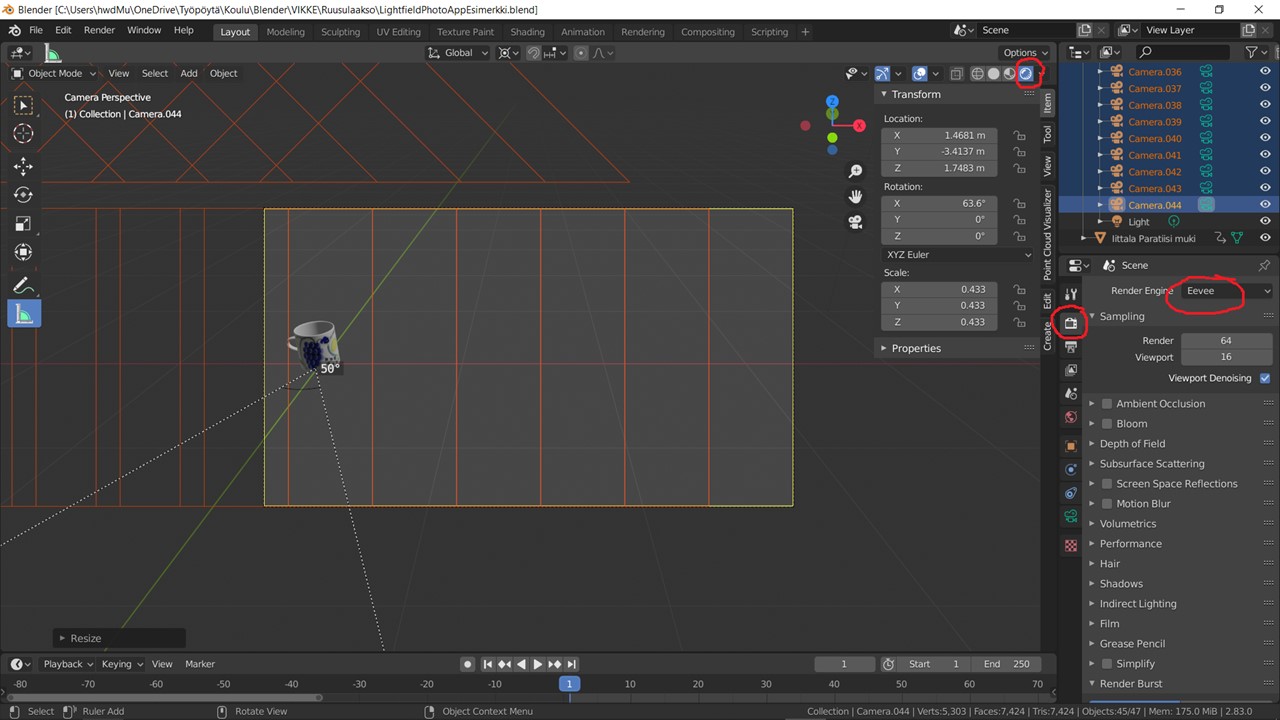 Blender [C:\Users\hwdMu\OneDrive\Työpöytä\Koulu\Blender\VIKKE\Ruusulaakso\LightfieldPhotoAppEsimerkki.blend]
File Edit Render Window Help Layout Modeling Sculpting UV Editing Texture Paint Shading Animation Rendering Compositing Scripting + Scene View Layer
Global Options
Object Mode View Select Add Object
Camera Perspective
(1) Collection | Camera.044
50°
Resize
Z
X
Transform
Location:
X 1.4681 m
Y -3.4137 m
Z 1.7483 m
Rotation:
X 63.6°
Y 0°
Z 0°
XYZ Euler
Scale:
X 0.433
Y 0.433
Z 0.433
Properties
Item
Tool
View
Point Cloud Visualizer
Edit
Create
Camera.036
Camera.037
Camera.038
Camera.039
Camera.040
Camera.041
Camera.042
Camera.043
Camera.044
Light
Iittala Paratiisi muki
Scene
Render Engine Eevee
Sampling
Render 64
Viewport 16
Viewport Denoising
Ambient Occlusion
Bloom
Depth of Field
Subsurface Scattering
Screen Space Reflections
Motion Blur
Volumetrics
Performance
Hair
Shadows
Indirect Lighting
Film
Grease Pencil
Simplify
Render Burst
Playback Keying View Marker 1 Start 1 End 250
-80 -70 -60 -50 -40 -30 -20 -10 1 10 20 30 40 50 60 70
Select Ruler Add Rotate View Object Context Menu Collection | Camera.044 | Verts:5,303 | Faces:7,424 | Tris:7,424 | Objects:45/47 | Mem: 175.0 MiB | 2.83.0